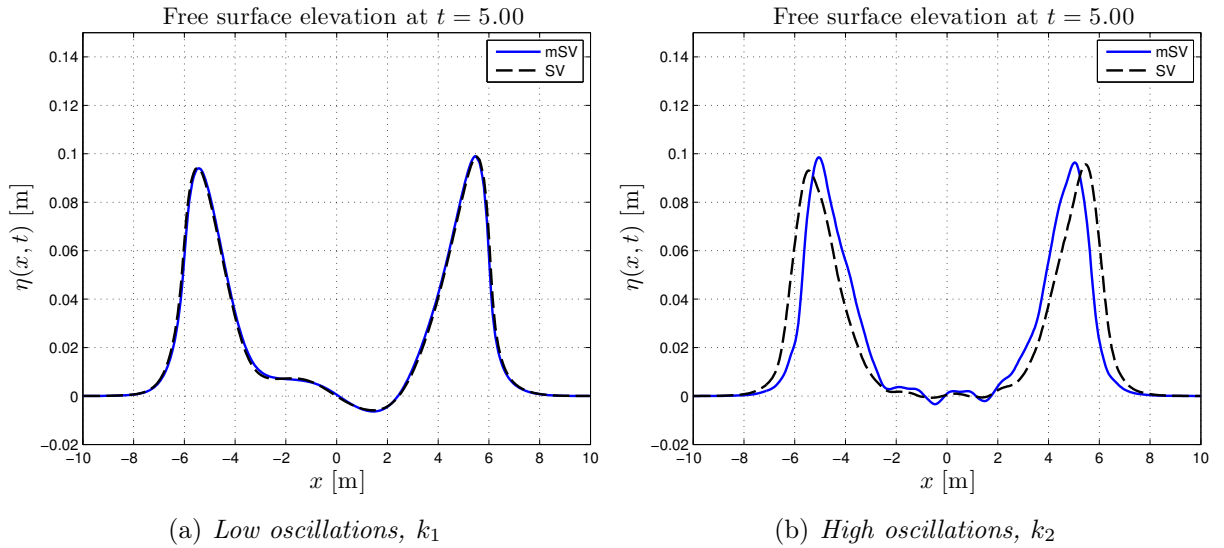 Free surface elevation at t = 5.00
mSV
SV
0.14
0.12
0.1
0.08
0.06
0.04
0.02
0
−0.02
η(x, t) [m]
−10 −8 −6 −4 −2 0 2 4 6 8 10
x [m]
(a) Low oscillations, k₁
Free surface elevation at t = 5.00
mSV
SV
0.14
0.12
0.1
0.08
0.06
0.04
0.02
0
−0.02
η(x, t) [m]
−10 −8 −6 −4 −2 0 2 4 6 8 10
x [m]
(b) High oscillations, k₂